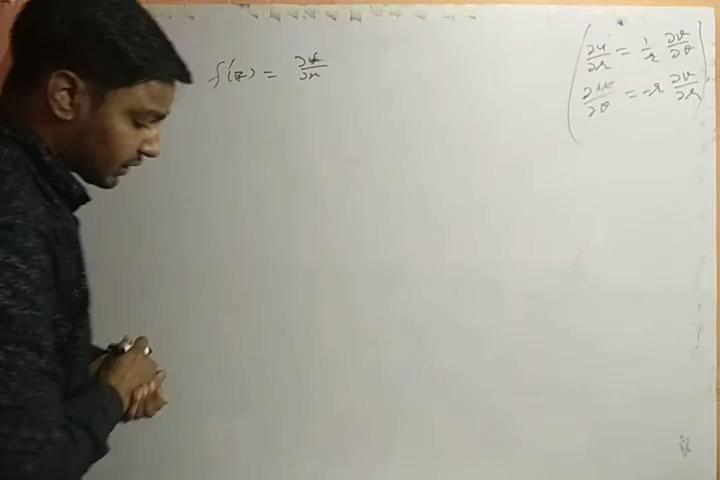 f'(z) = ∂f/∂x
∂u/∂r = 1/r ∂v/∂θ
∂u/∂θ = -r ∂v/∂r